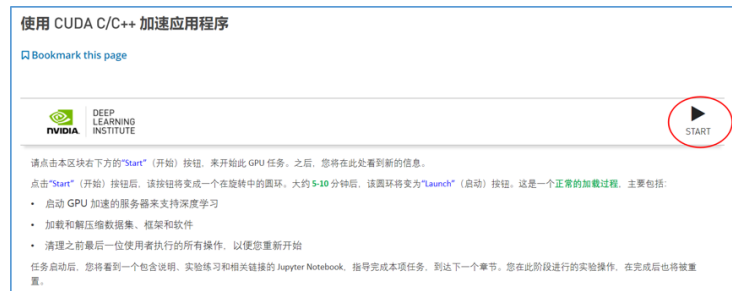 使用 CUDA C/C++ 加速应用程序
Bookmark this page
NVIDIA.
DEEP
LEARNING
INSTITUTE
START
请点击本区块右下方的“Start”（开始）按钮，来开始此 GPU 任务。之后，您将在此处看到新的信息。
点击“Start”（开始）按钮后，该按钮将变成一个在旋转中的圆环。大约 5-10 分钟后，该圆环将变为“Launch”（启动）按钮。这是一个正常的加载过程，主要包括:
• 启动 GPU 加速的服务器来支持深度学习
• 加载和解压缩数据集、框架和软件
• 清理之前最后一位使用者执行的所有操作，以便您重新开始
任务启动后，您将看到一个包含说明、实验练习和相关链接的 Jupyter Notebook，指导完成本项任务，到达下一个章节。您在此阶段进行的实验操作，在完成后也将被重
置。